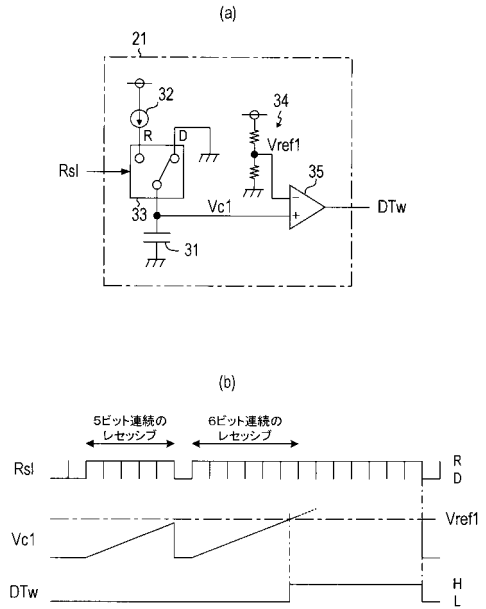 (a)
21
32
R
D
34
Vref1
35
Rsl
33
Vc1
−
+
DTw
31
(b)
5ビット連続の
レセッシブ
6ビット連続の
レセッシブ
Rsl
R
D
Vc1
Vref1
DTw
H
L